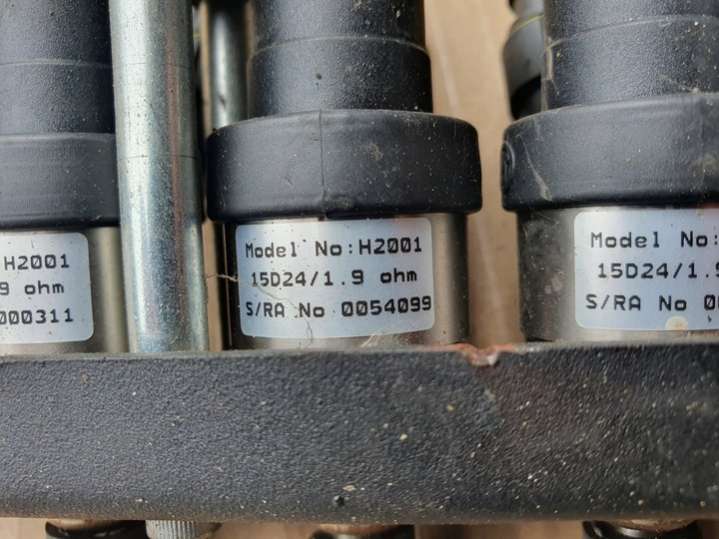 H2001
9 ohm
000311
Model No:H2001
15D24/1.9 ohm
S/RA No 0054099
Model No:
15D24/1.9
S/RA No 0